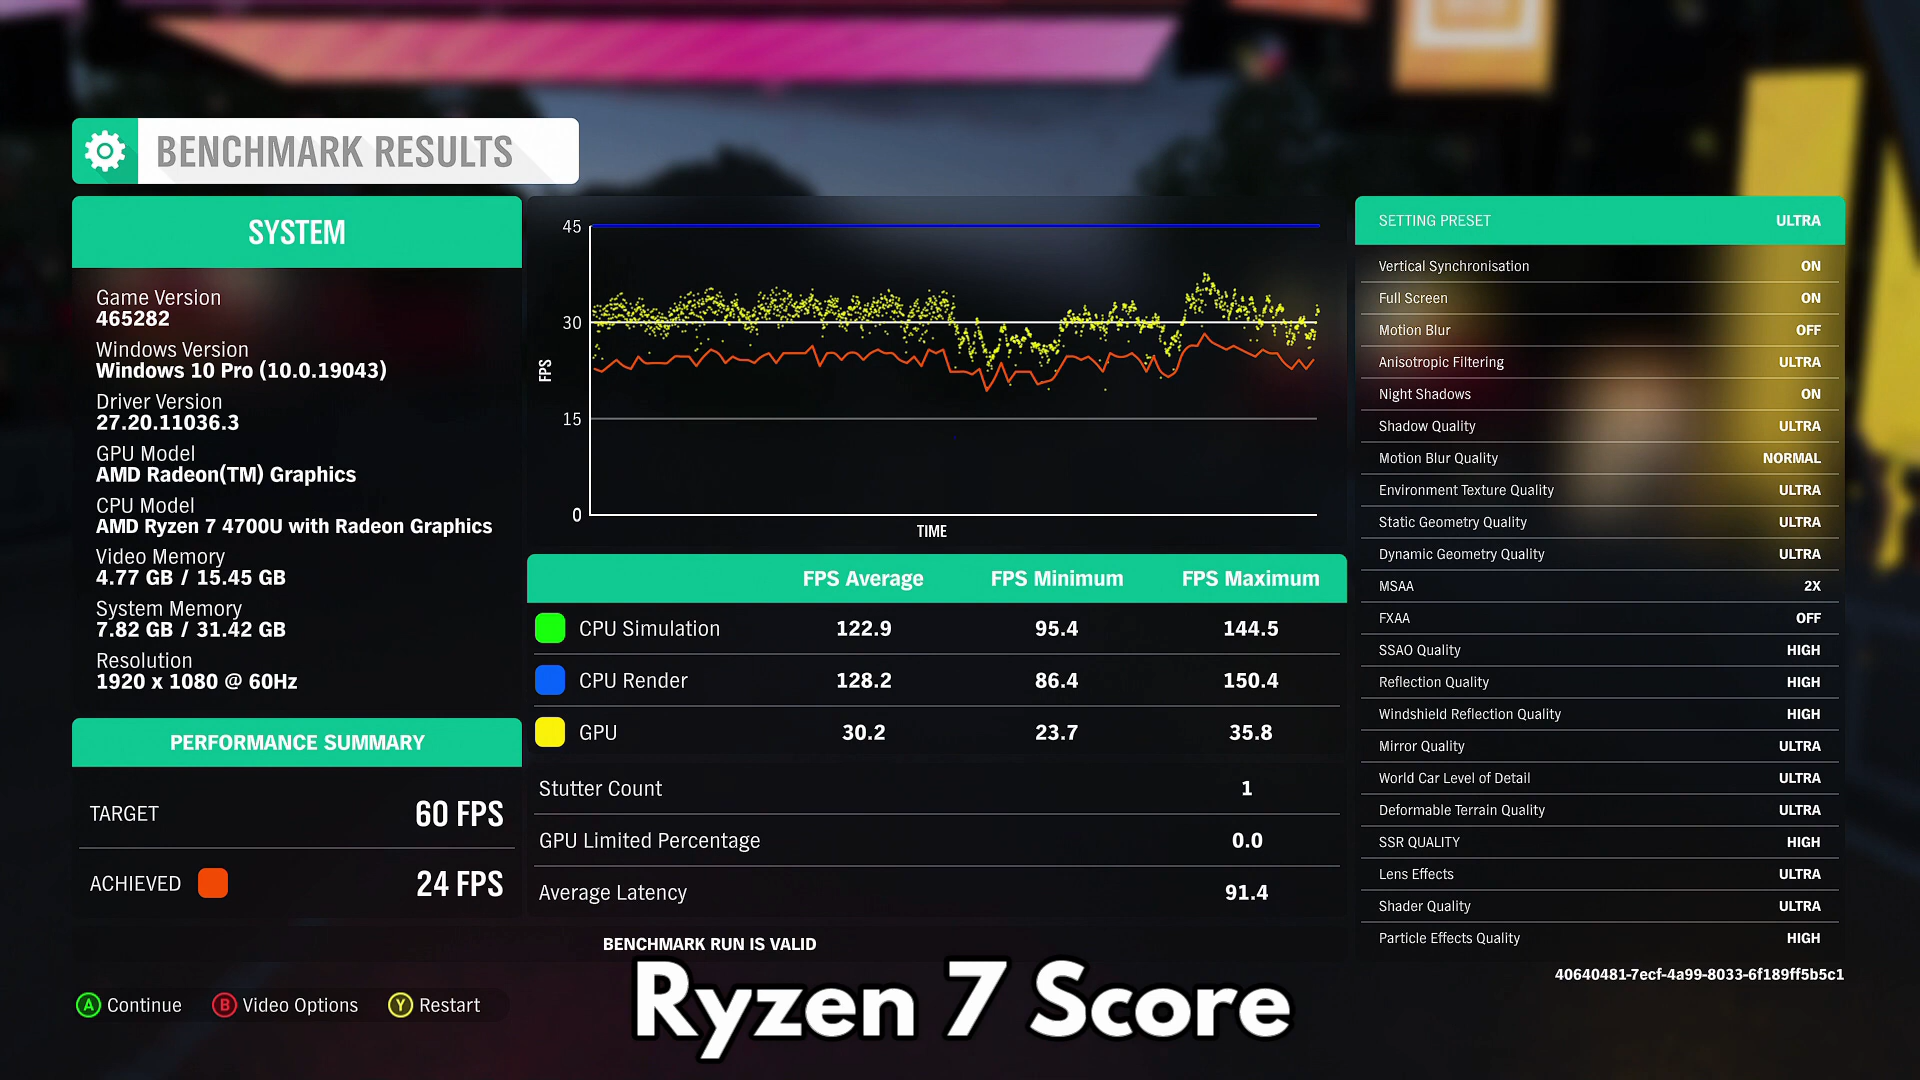 BENCHMARK RESULTS
SYSTEM
Game Version
465282
Windows Version
Windows 10 Pro (10.0.19043)
Driver Version
27.20.11036.3
GPU Model
AMD Radeon(TM) Graphics
CPU Model
AMD Ryzen 7 4700U with Radeon Graphics
Video Memory
4.77 GB / 15.45 GB
System Memory
7.82 GB / 31.42 GB
Resolution
1920 x 1080 @ 60Hz
PERFORMANCE SUMMARY
TARGET 60 FPS
ACHIEVED 24 FPS
45
30
15
0
FPS
TIME
FPS Average FPS Minimum FPS Maximum
CPU Simulation 122.9 95.4 144.5
CPU Render 128.2 86.4 150.4
GPU 30.2 23.7 35.8
Stutter Count 1
GPU Limited Percentage 0.0
Average Latency 91.4
BENCHMARK RUN IS VALID
SETTING PRESET ULTRA
Vertical Synchronisation ON
Full Screen ON
Motion Blur OFF
Anisotropic Filtering ULTRA
Night Shadows ON
Shadow Quality ULTRA
Motion Blur Quality NORMAL
Environment Texture Quality ULTRA
Static Geometry Quality ULTRA
Dynamic Geometry Quality ULTRA
MSAA 2X
FXAA OFF
SSAO Quality HIGH
Reflection Quality HIGH
Windshield Reflection Quality HIGH
Mirror Quality ULTRA
World Car Level of Detail ULTRA
Deformable Terrain Quality ULTRA
SSR QUALITY HIGH
Lens Effects ULTRA
Shader Quality ULTRA
Particle Effects Quality HIGH
40640481-7ecf-4a99-8033-6f189ff5b5c1
A Continue B Video Options Y Restart
Ryzen 7 Score